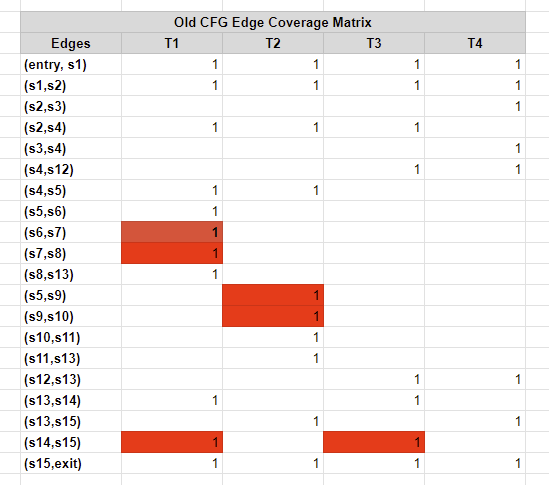 Old CFG Edge Coverage Matrix
Edges T1 T2 T3 T4
(entry, s1) 1 1 1 1
(s1,s2) 1 1 1 1
(s2,s3) 1
(s2,s4) 1 1 1
(s3,s4) 1
(s4,s12) 1 1
(s4,s5) 1 1
(s5,s6) 1
(s6,s7) 1
(s7,s8) 1
(s8,s13) 1
(s5,s9) 1
(s9,s10) 1
(s10,s11) 1
(s11,s13) 1
(s12,s13) 1 1
(s13,s14) 1 1
(s13,s15) 1 1
(s14,s15) 1 1
(s15,exit) 1 1 1 1